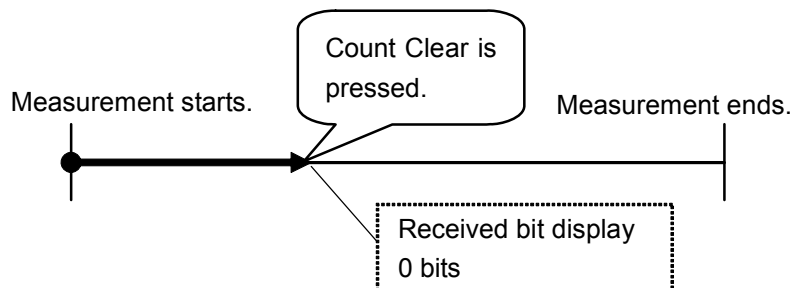 Count Clear is
pressed.
Measurement starts.
Measurement ends.
Received bit display
0 bits